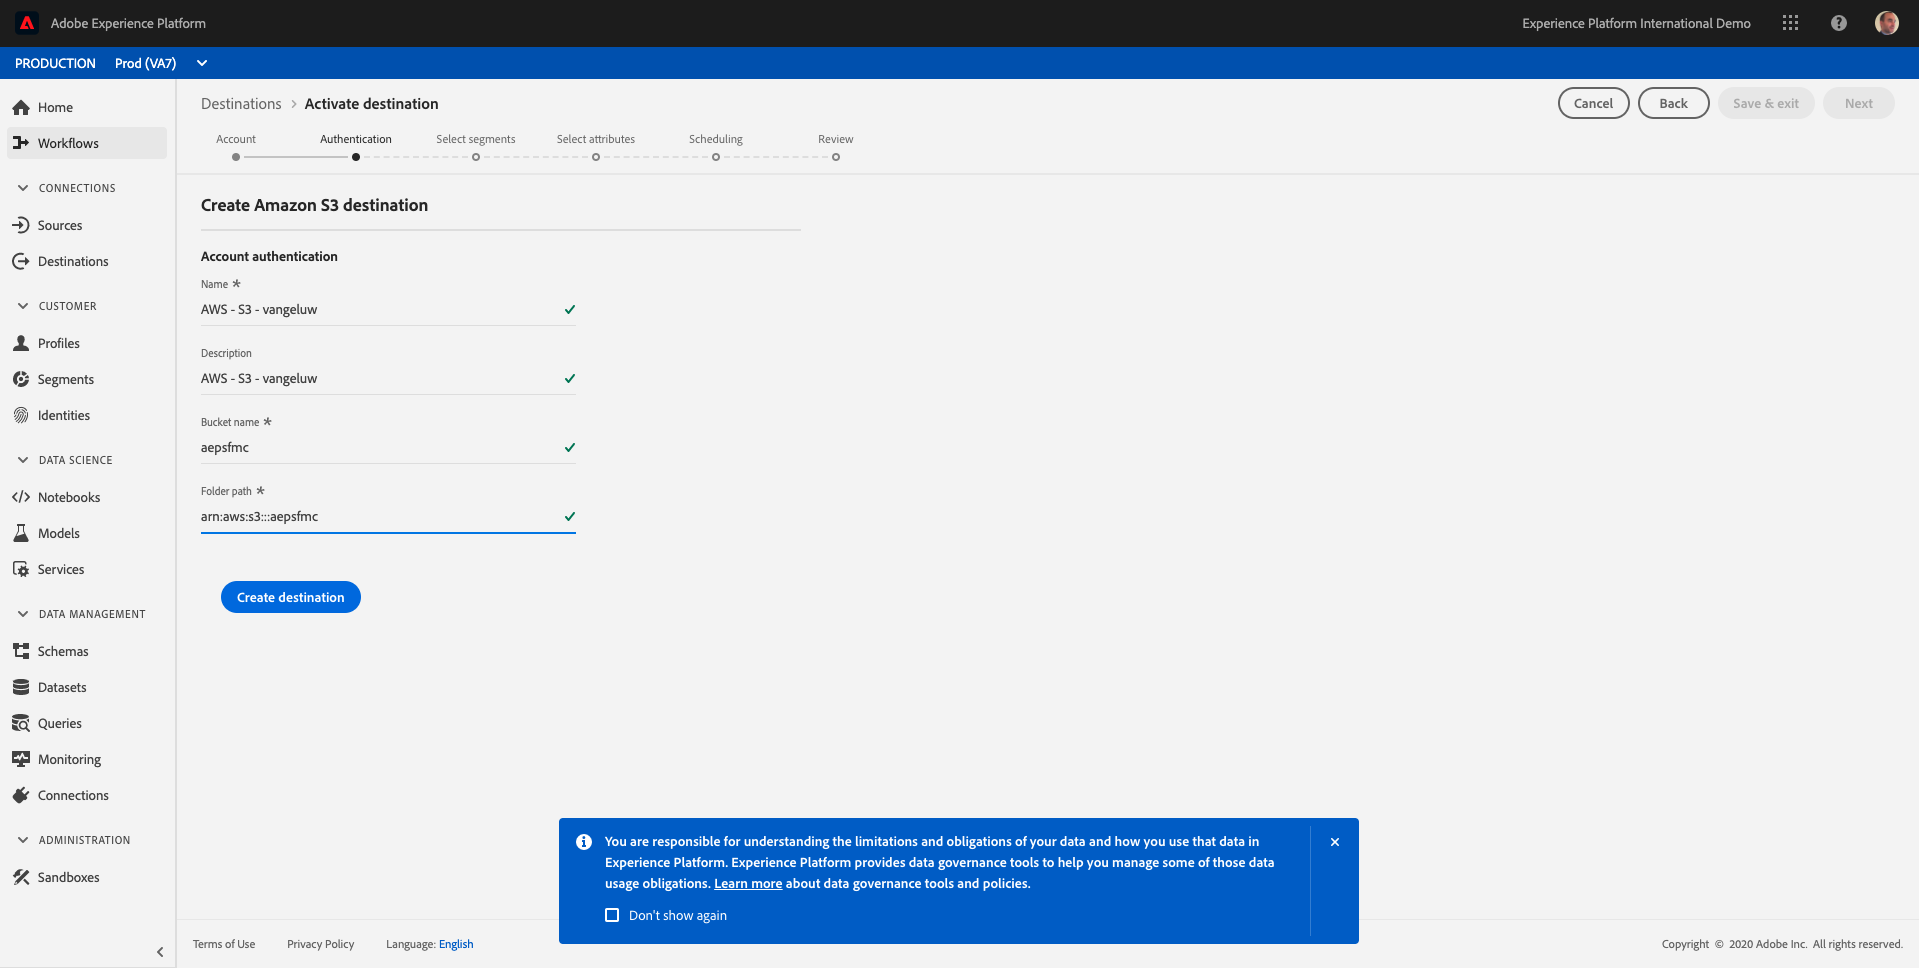 Adobe Experience Platform
Experience Platform International Demo
PRODUCTION Prod (VA7)
Home
Workflows
CONNECTIONS
Sources
Destinations
CUSTOMER
Profiles
Segments
Identities
DATA SCIENCE
Notebooks
Models
Services
DATA MANAGEMENT
Schemas
Datasets
Queries
Monitoring
Connections
ADMINISTRATION
Sandboxes
Destinations > Activate destination
Cancel Back Save & exit Next
Account Authentication Select segments Select attributes Scheduling Review
Create Amazon S3 destination
Account authentication
Name *
AWS - S3 - vangeluw
Description
AWS - S3 - vangeluw
Bucket name *
aepsfmc
Folder path *
arn:aws:s3:::aepsfmc
Create destination
You are responsible for understanding the limitations and obligations of your data and how you use that data in
Experience Platform. Experience Platform provides data governance tools to help you manage some of those data
usage obligations. Learn more about data governance tools and policies.
Don't show again
Terms of Use Privacy Policy Language: English
Copyright © 2020 Adobe Inc. All rights reserved.